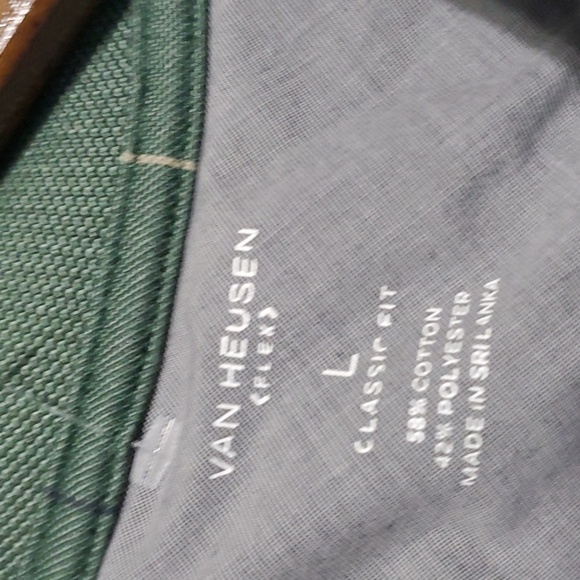 VAN HEUSEN
<FLEX>
L
CLASSIC FIT
58% COTTON
42% POLYESTER
MADE IN SRI LANKA